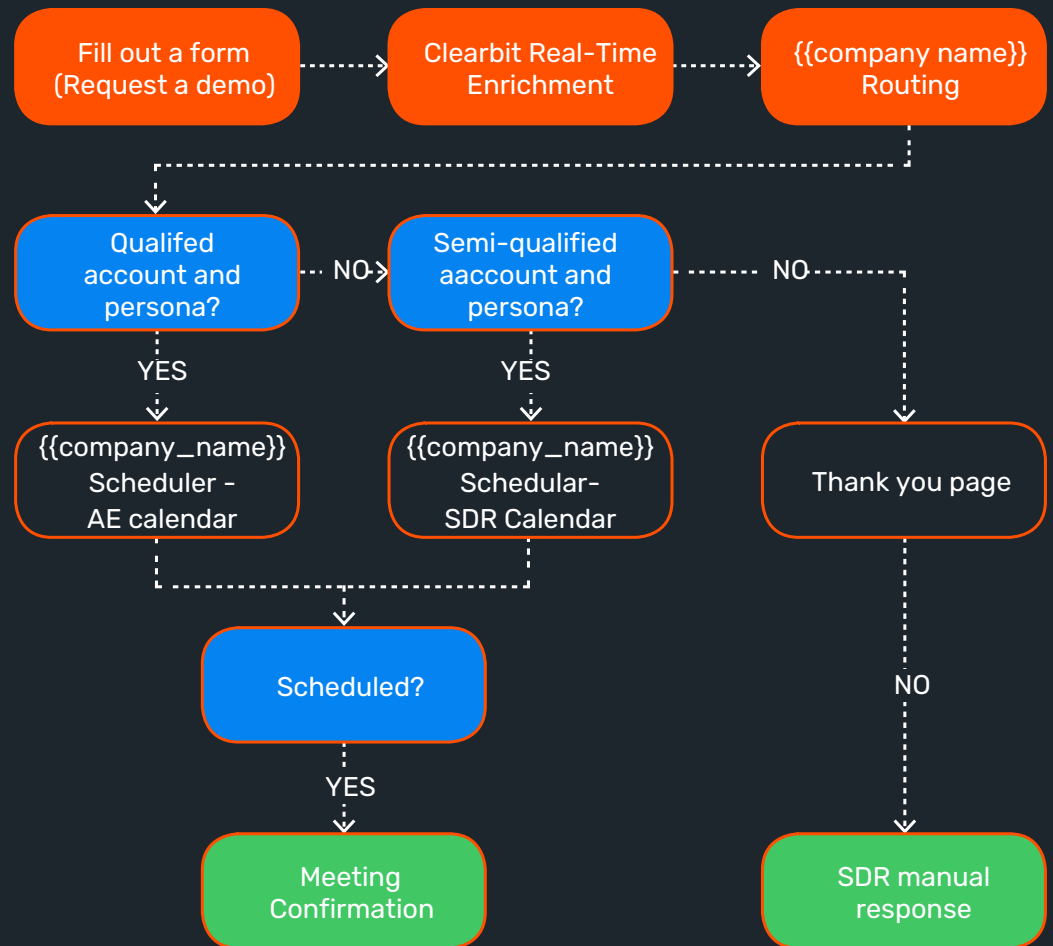 Fill out a form
(Request a demo)
Clearbit Real-Time
Enrichment
{{company name}}
Routing
Qualifed
account and
persona?
NO
Semi-qualified
aaccount and
persona?
NO
YES
YES
{{company_name}}
Scheduler -
AE calendar
{{company_name}}
Schedular-
SDR Calendar
Thank you page
Scheduled?
NO
YES
Meeting
Confirmation
SDR manual
response